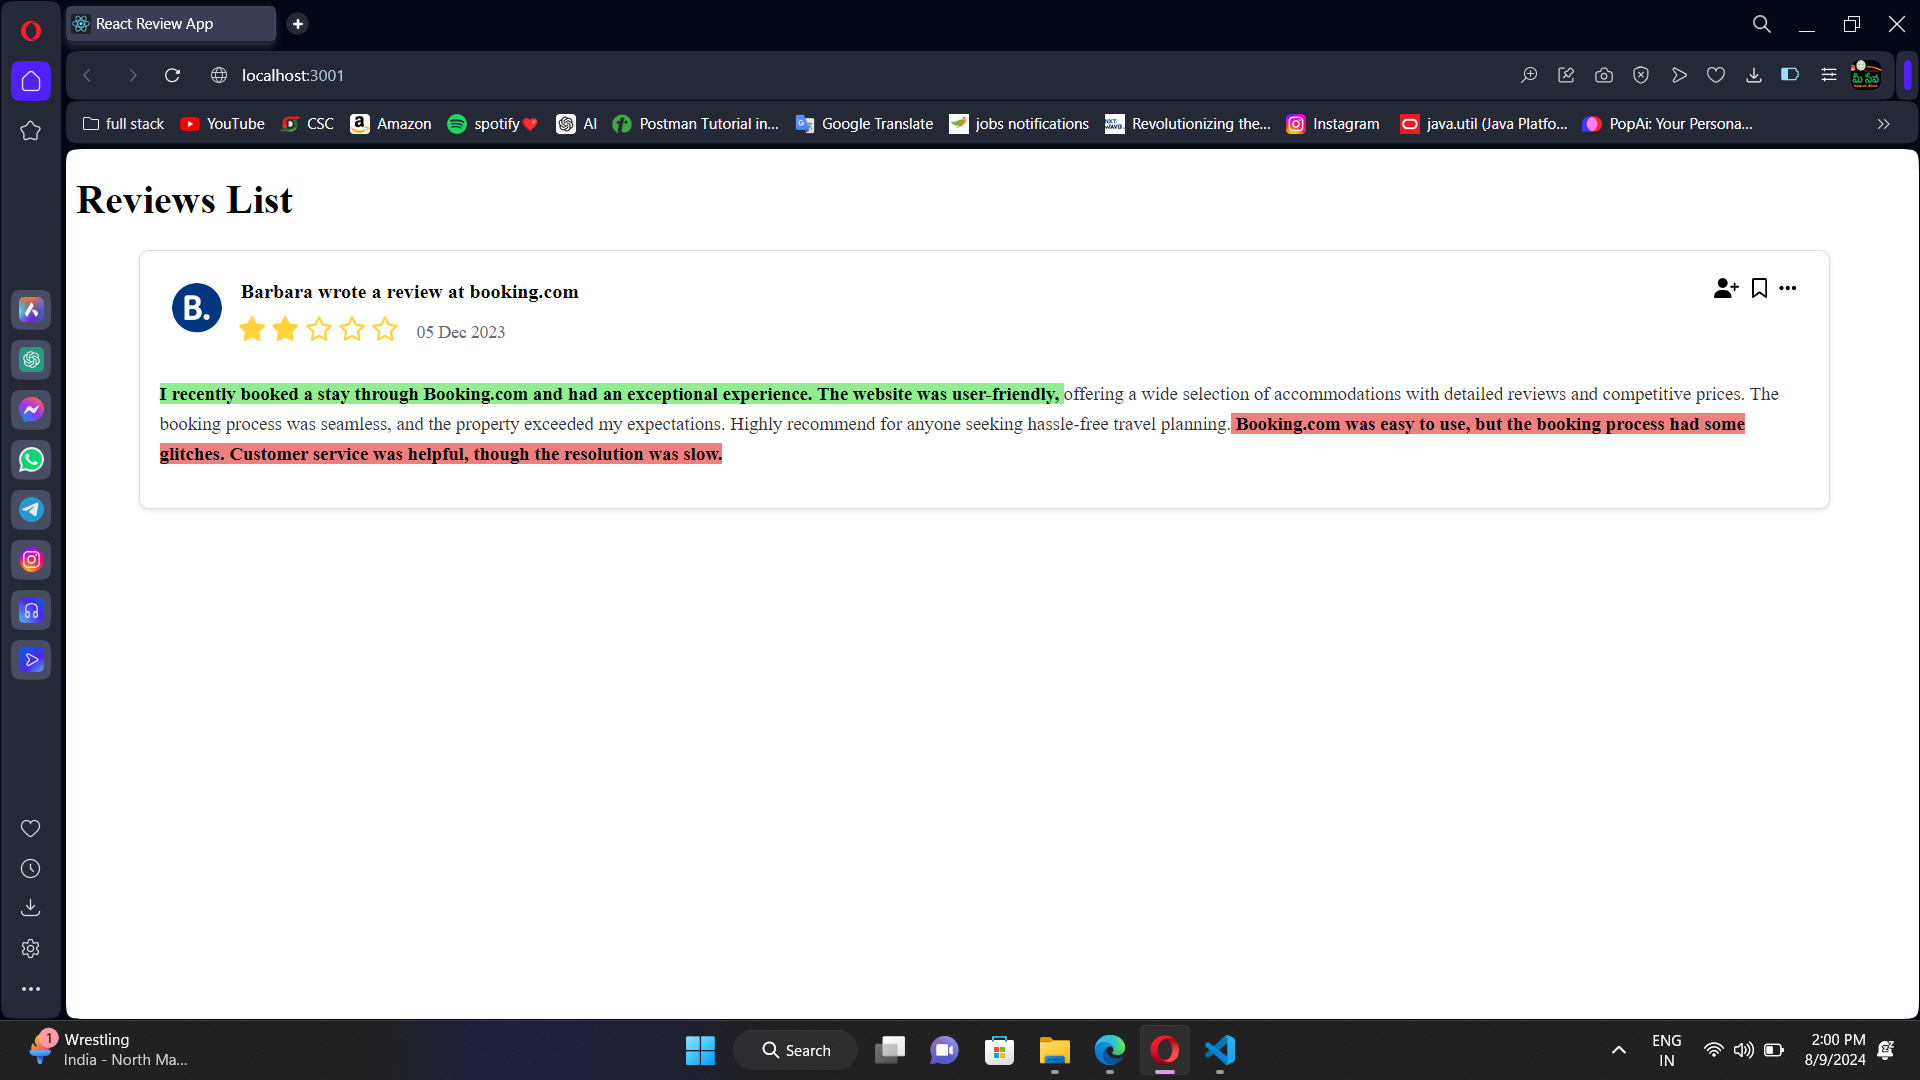 React Review App
localhost:3001
full stack
YouTube
CSC
Amazon
spotify❤️
AI
Postman Tutorial in...
Google Translate
jobs notifications
NXT WAVE
Revolutionizing the...
Instagram
java.util (Java Platfo...
PopAi: Your Persona...
Reviews List
B.
Barbara wrote a review at booking.com
05 Dec 2023
I recently booked a stay through Booking.com and had an exceptional experience. The website was user-friendly, offering a wide selection of accommodations with detailed reviews and competitive prices. The
booking process was seamless, and the property exceeded my expectations. Highly recommend for anyone seeking hassle-free travel planning. Booking.com was easy to use, but the booking process had some
glitches. Customer service was helpful, though the resolution was slow.
1
Wrestling
India - North Ma...
Search
ENG
IN
2:00 PM
8/9/2024